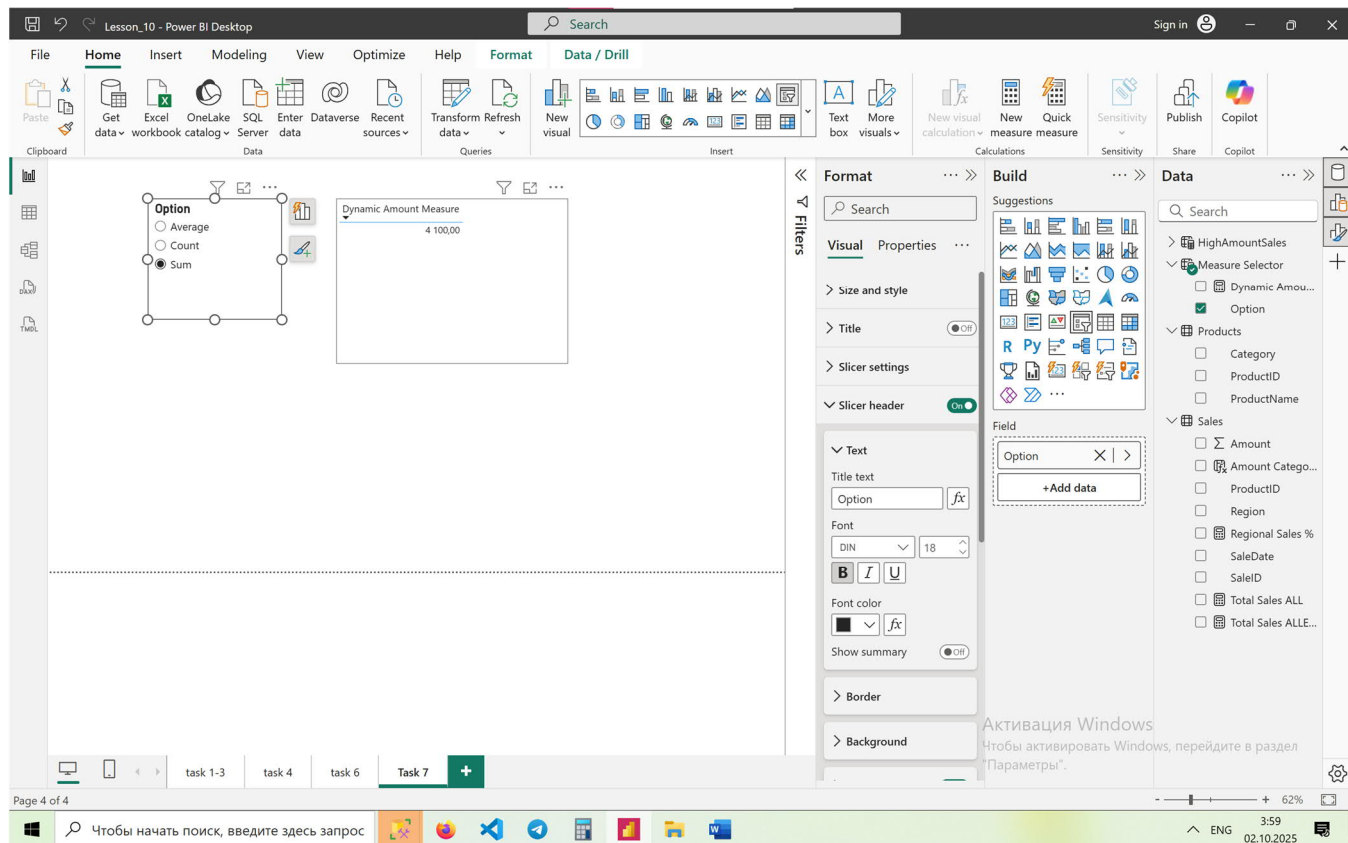 Lesson_10 - Power BI Desktop
Search
Sign in
File Home Insert Modeling View Optimize Help Format Data / Drill
Paste
Get data
Excel workbook
OneLake catalog
SQL Server
Enter data
Dataverse
Recent sources
Transform data
Refresh
New visual
Text box
More visuals
New visual calculation
New measure
Quick measure
Sensitivity
Publish
Copilot
Clipboard Data Queries Insert Calculations Sensitivity Share Copilot
DAX
TMDL
Option
Average
Count
Sum
Dynamic Amount Measure
4 100,00
Filters
Format
Search
Visual Properties
Size and style
Title Off
Slicer settings
Slicer header On
Text
Title text
Option
fx
Font
DIN 18
B I U
Font color
fx
Show summary Off
Border
Background
Build
Suggestions
123
R Py
123
Field
Option
+Add data
Data
Search
HighAmountSales
Measure Selector
Dynamic Amou...
Option
Products
Category
ProductID
ProductName
Sales
Amount
Amount Catego...
ProductID
Region
Regional Sales %
SaleDate
SaleID
Total Sales ALL
Total Sales ALLE...
Активация Windows
Чтобы активировать Windows, перейдите в раздел
"Параметры".
task 1-3 task 4 task 6 Task 7 +
Page 4 of 4
- + 62%
Чтобы начать поиск, введите здесь запрос
ENG
3:59
02.10.2025